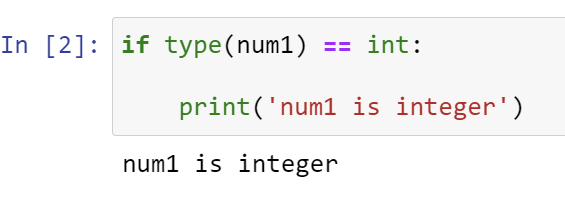 In [2]: if type(num1) == int:
print('num1 is integer')
num1 is integer